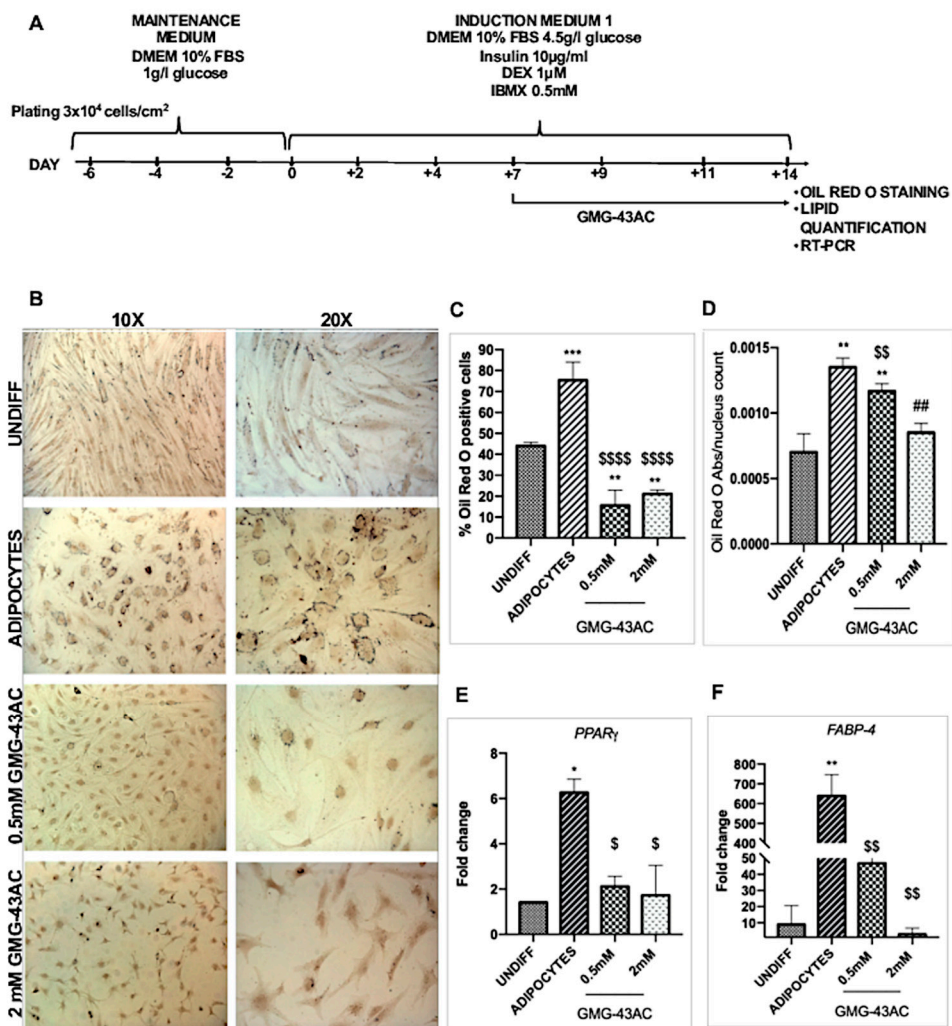 A
MAINTENANCE
MEDIUM
DMEM 10% FBS
1g/l glucose
INDUCTION MEDIUM 1
DMEM 10% FBS 4.5g/l glucose
Insulin 10µg/ml
DEX 1µM
IBMX 0.5mM
Plating 3x10⁴ cells/cm²
DAY
-6 -4 -2 0 +2 +4 +7 +9 +11 +14
GMG-43AC
• OIL RED O STAINING
• LIPID
QUANTIFICATION
• RT-PCR
B
10X 20X
UNDIFF
ADIPOCYTES
0.5mM GMG-43AC
2 mM GMG-43AC
C
% Oil Red O positive cells
90
80
70
60
50
40
30
20
10
0
***
$$$$ $$$$
** **
UNDIFF
ADIPOCYTES
0.5mM
2mM
GMG-43AC
D
Oil Red O Abs/nucleus count
0.0015
0.0010
0.0005
0.0000
**
$$
**
##
UNDIFF
ADIPOCYTES
0.5mM
2mM
GMG-43AC
E
PPARγ
Fold change
8
6
4
2
0
*
$ $
UNDIFF
ADIPOCYTES
0.5mM
2mM
GMG-43AC
F
FABP-4
Fold change
800
700
600
500
400
50
40
30
20
10
**
$$
$$
UNDIFF
ADIPOCYTES
0.5mM
2mM
GMG-43AC